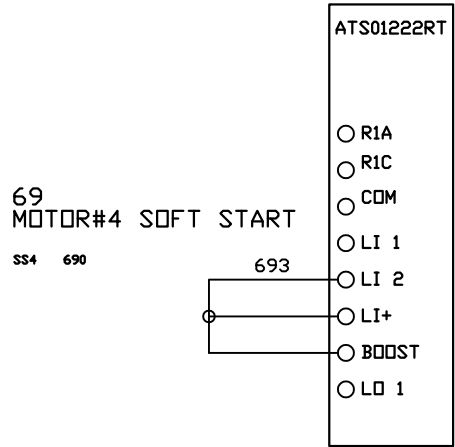 ATS01222RT
R1A
R1C
COM
69
MOTOR#4 SOFT START
LI 1
SS4 690
693
LI 2
LI+
BOOST
LO 1